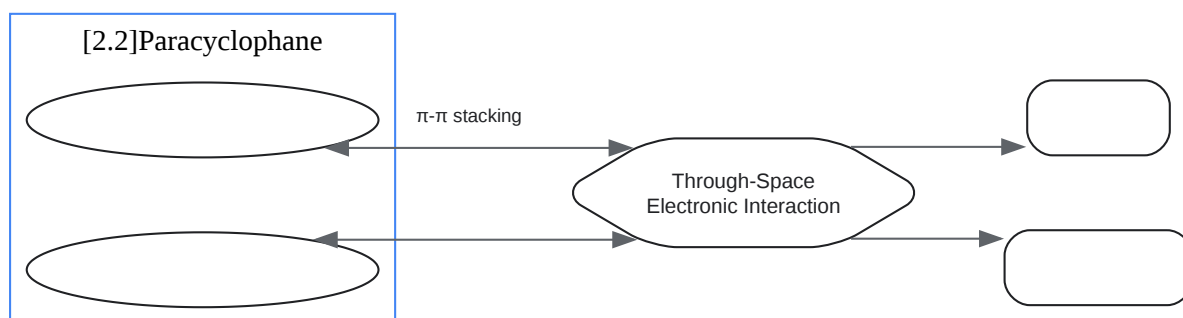 [2.2]Paracyclophane
π-π stacking
Through-Space
Electronic Interaction